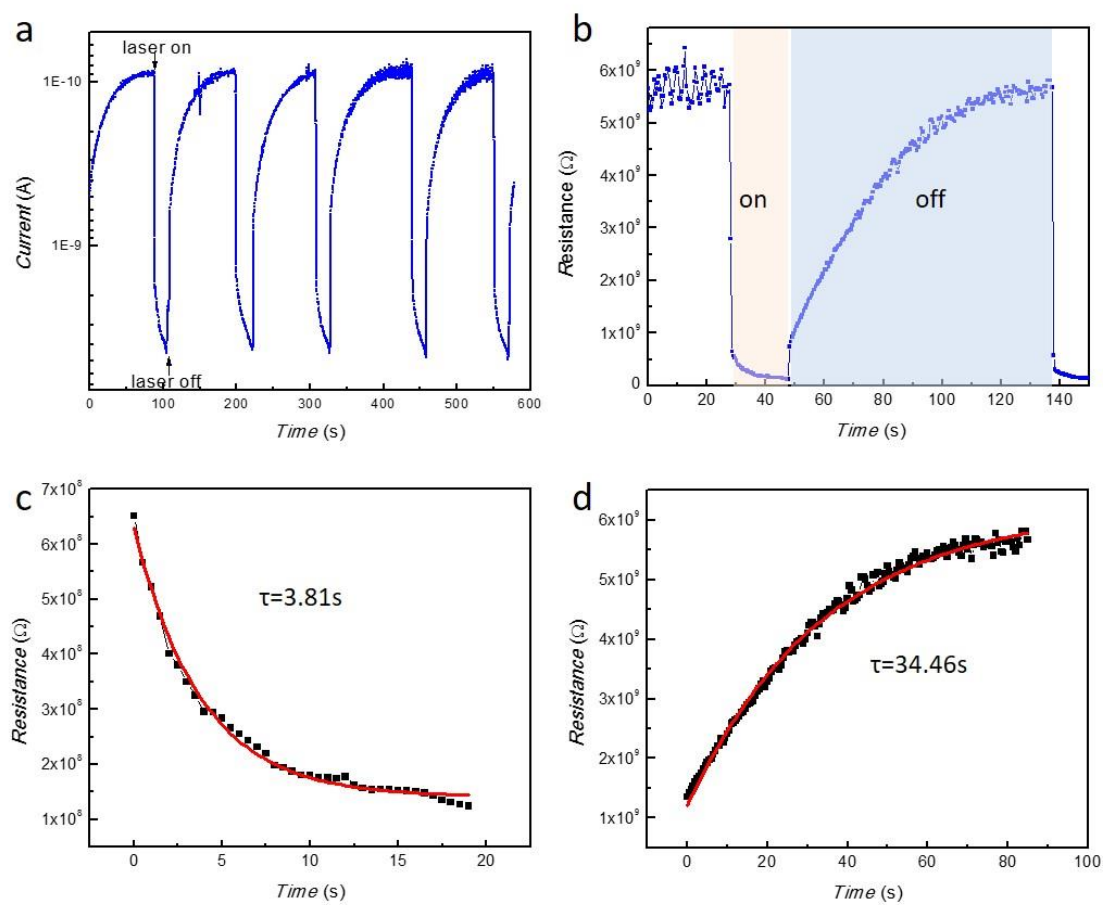 a
laser on
1E-10
1E-9
Current (A)
laser off
0 100 200 300 400 500 600
Time (s)
b
6x10⁹
5x10⁹
4x10⁹
3x10⁹
2x10⁹
1x10⁹
0
Resistance (Ω)
on
off
0 20 40 60 80 100 120 140
Time (s)
c
7x10⁸
6x10⁸
5x10⁸
4x10⁸
3x10⁸
2x10⁸
1x10⁸
Resistance (Ω)
τ=3.81s
0 5 10 15 20
Time (s)
d
6x10⁹
5x10⁹
4x10⁹
3x10⁹
2x10⁹
1x10⁹
Resistance (Ω)
τ=34.46s
0 20 40 60 80 100
Time (s)